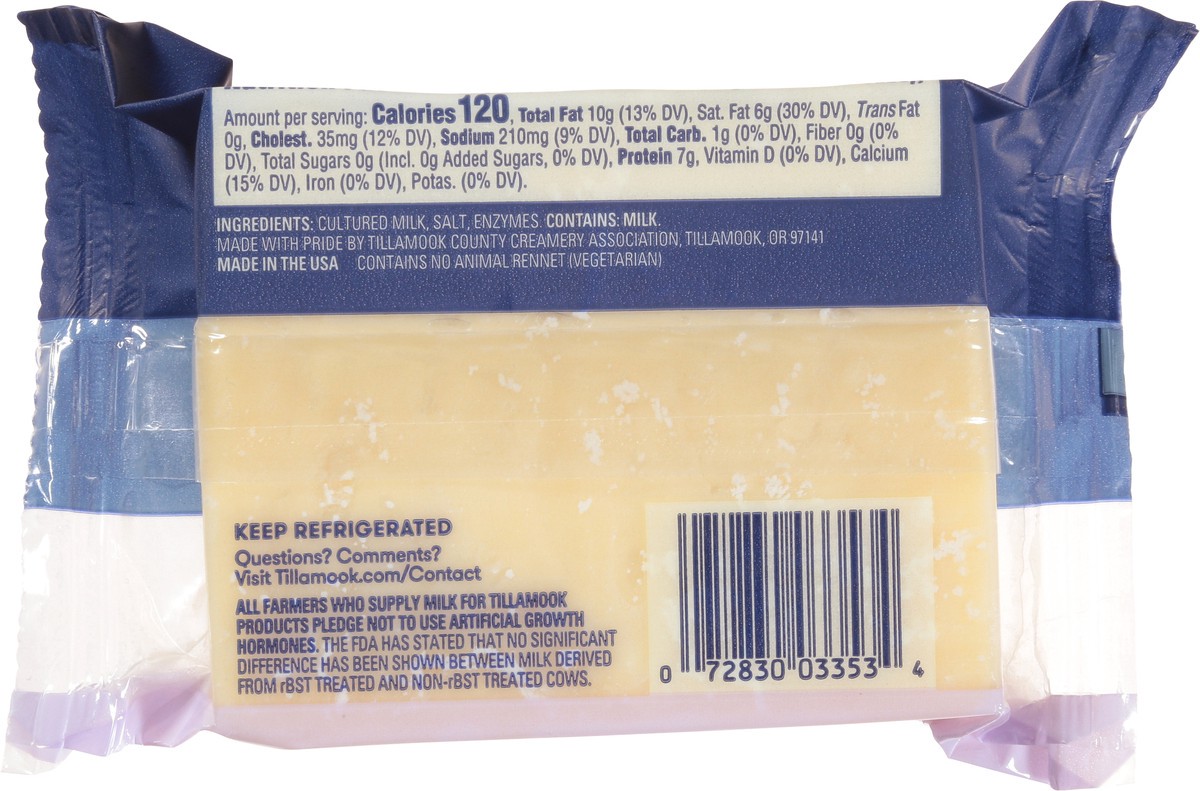 Amount per serving: Calories 120, Total Fat 10g (13% DV), Sat. Fat 6g (30% DV), Trans Fat
0g, Cholest. 35mg (12% DV), Sodium 210mg (9% DV), Total Carb. 1g (0% DV), Fiber 0g (0%
DV), Total Sugars 0g (Incl. 0g Added Sugars, 0% DV), Protein 7g, Vitamin D (0% DV), Calcium
(15% DV), Iron (0% DV), Potas. (0% DV).
INGREDIENTS: CULTURED MILK, SALT, ENZYMES. CONTAINS: MILK.
MADE WITH PRIDE BY TILLAMOOK COUNTY CREAMERY ASSOCIATION, TILLAMOOK, OR 97141
MADE IN THE USA CONTAINS NO ANIMAL RENNET (VEGETARIAN)
KEEP REFRIGERATED
Questions? Comments?
Visit Tillamook.com/Contact
ALL FARMERS WHO SUPPLY MILK FOR TILLAMOOK
PRODUCTS PLEDGE NOT TO USE ARTIFICIAL GROWTH
HORMONES. THE FDA HAS STATED THAT NO SIGNIFICANT
DIFFERENCE HAS BEEN SHOWN BETWEEN MILK DERIVED
FROM rBST TREATED AND NON-rBST TREATED COWS.
0 72830 03353 4